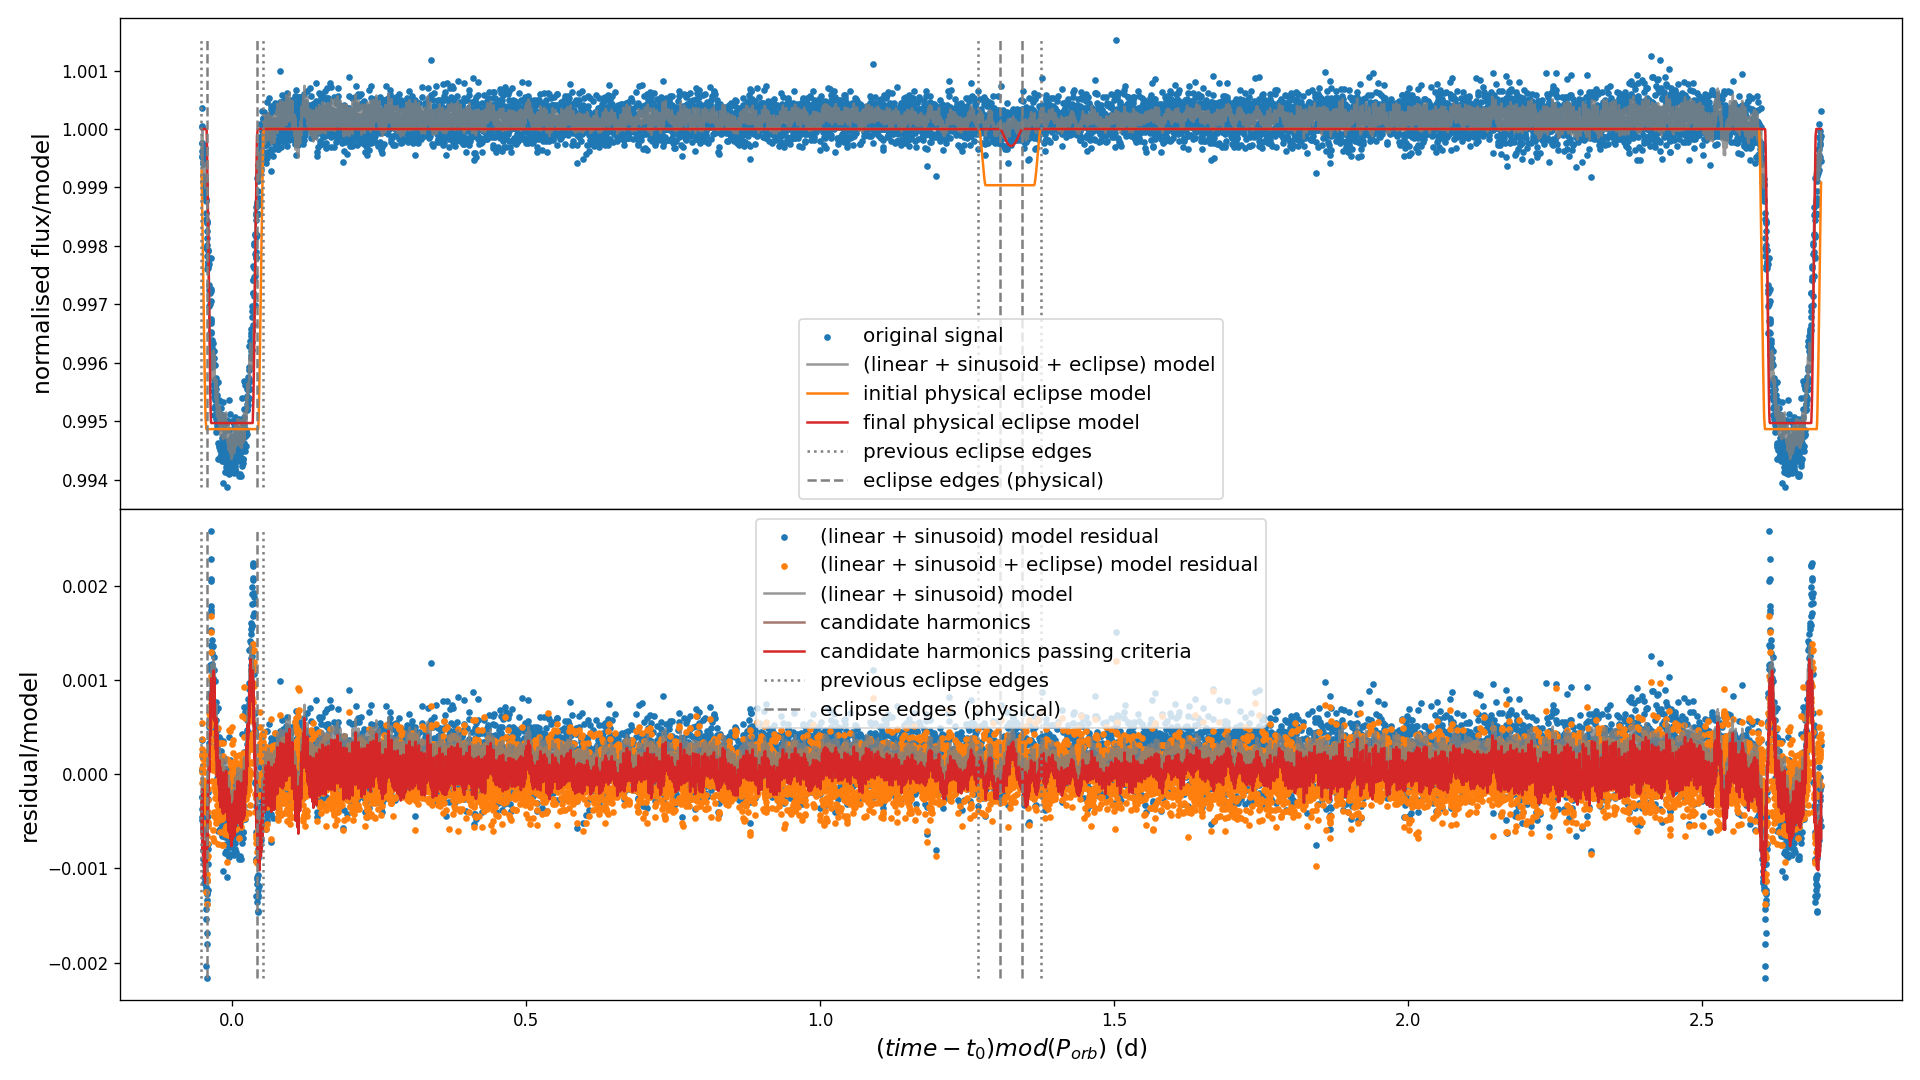 normalised flux/model
1.001
1.000
0.999
0.998
0.997
0.996
0.995
0.994
original signal
(linear + sinusoid + eclipse) model
initial physical eclipse model
final physical eclipse model
previous eclipse edges
eclipse edges (physical)
residual/model
0.002
0.001
0.000
−0.001
−0.002
(linear + sinusoid) model residual
(linear + sinusoid + eclipse) model residual
(linear + sinusoid) model
candidate harmonics
candidate harmonics passing criteria
previous eclipse edges
eclipse edges (physical)
0.0 0.5 1.0 1.5 2.0 2.5
(time − t₀)mod(Pₒᵣb) (d)